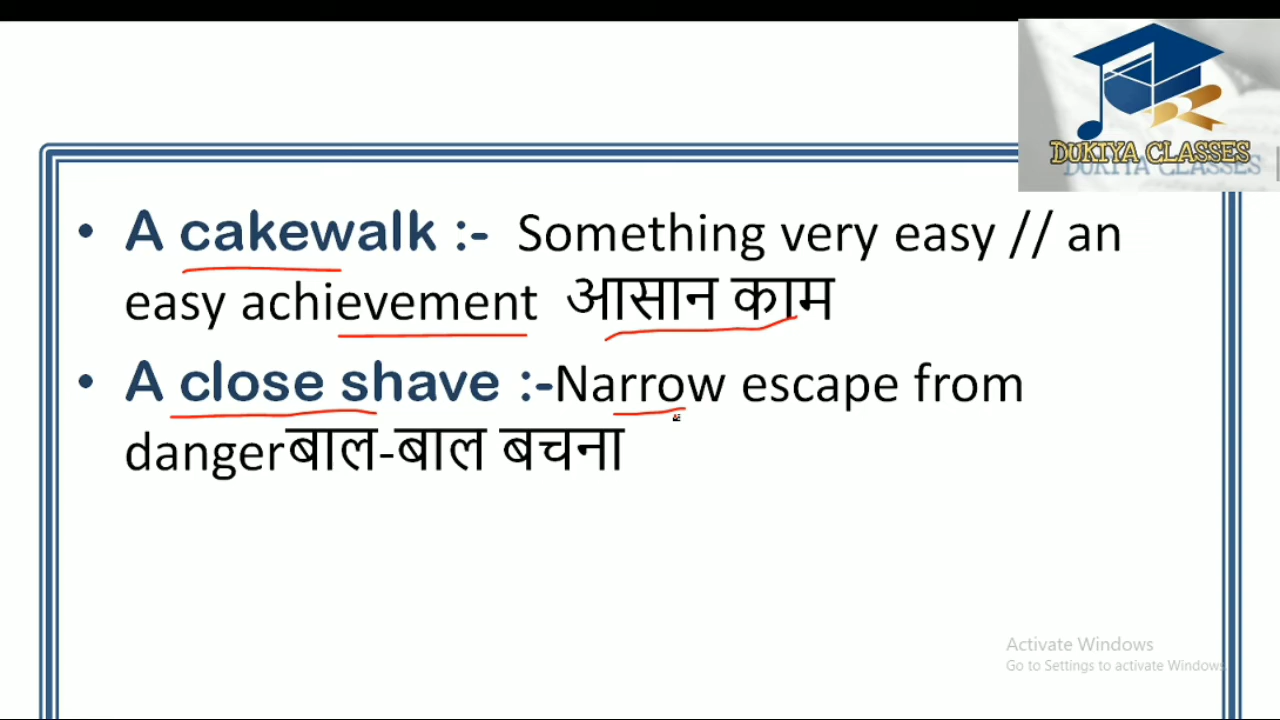 DUKIYA CLASSES
• A cakewalk :- Something very easy // an
easy achievement आसान काम
• A close shave :-Narrow escape from
dangerबाल-बाल बचना
Activate Windows
Go to Settings to activate Windows.